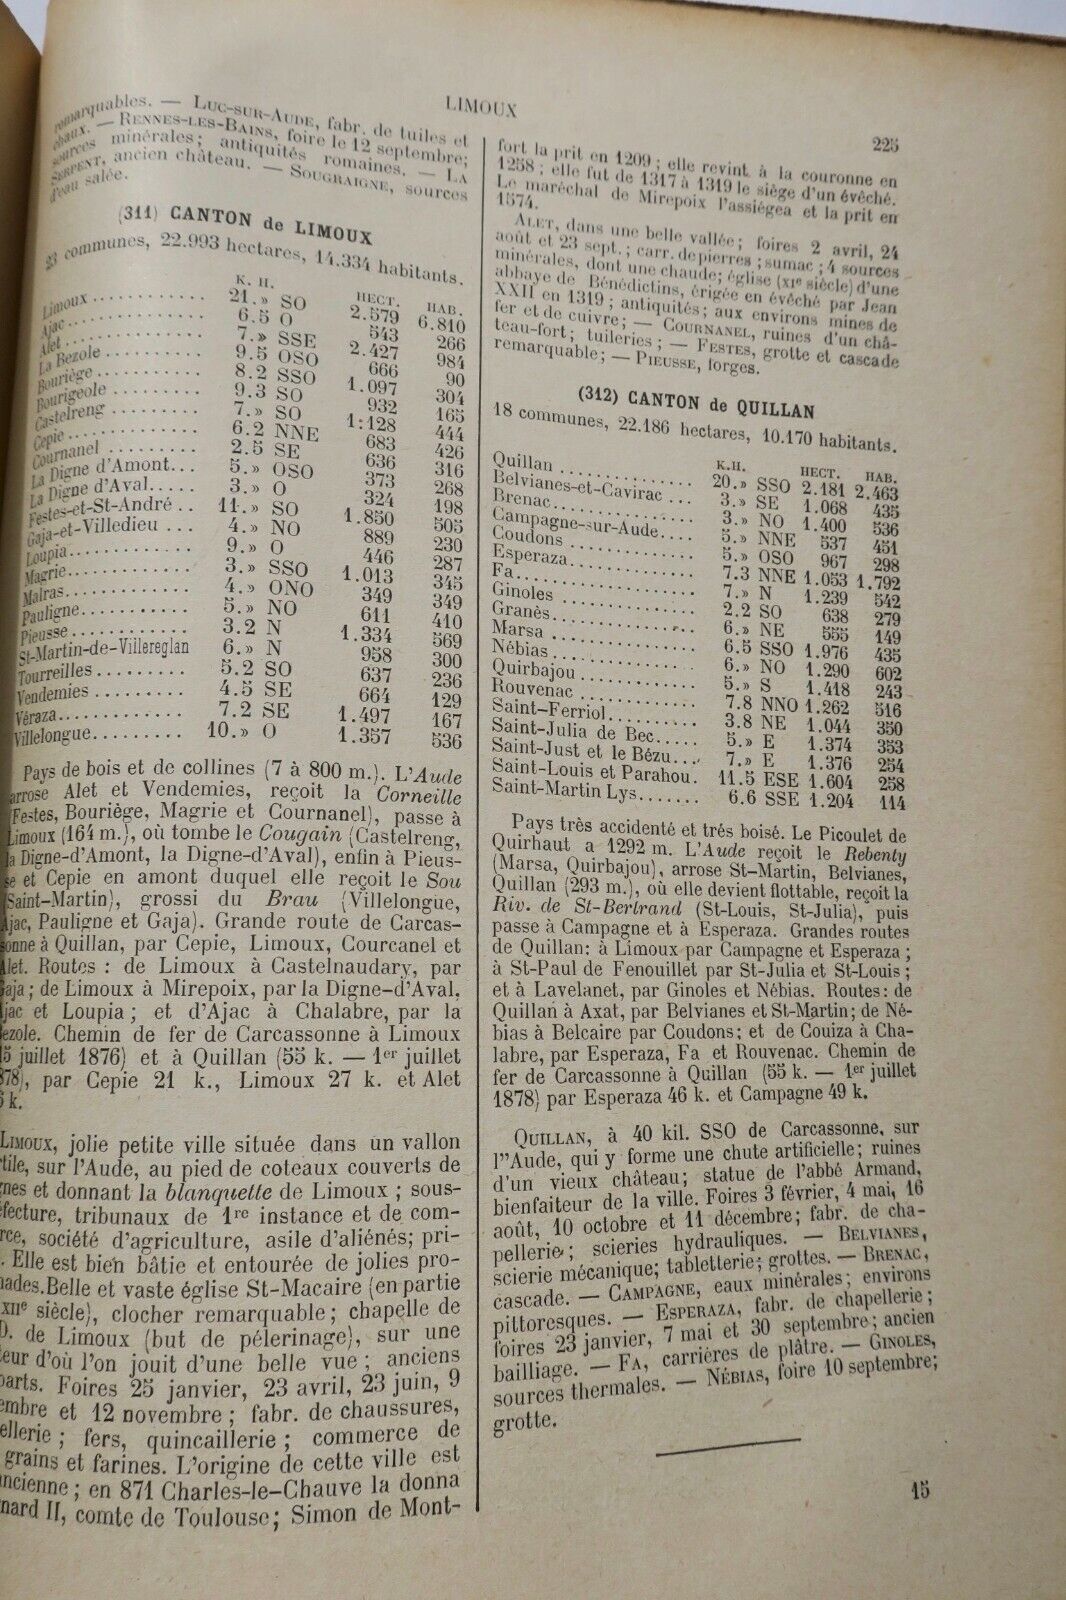 LIMOUX
225
remarquables. — LUC-SUR-AUDE, fabr. de tuiles et
chaux. — RENNES-LES-BAINS, foire le 12 septembre;
sources minérales; antiquités romaines. — LA
SERPENT, ancien château. — SOUGRAIGNE, sources
d'eau salée.
(311) CANTON de LIMOUX
23 communes, 22.993 hectares, 14.334 habitants.
K. H. HECT. HAB.
Limoux 21.» SO 2.579 6.810
Ajac 6.5 O 543 266
Alet 7.» SSE 2.427 984
La Bezole 9.5 OSO 666 90
Bouriège 8.2 SSO 1.097 304
Bourigeole 9.3 SO 932 165
Castelreng 7.» SO 1:128 444
Cepie 6.2 NNE 683 426
Cournanel 2.5 SE 636 316
La Digne d'Amont... 5.» OSO 373 268
La Digne d'Aval 3.» O 324 198
Festes-et-St-André .. 11.» SO 1.850 505
Gaja-et-Villedieu ... 4.» NO 889 230
Loupia 9.» O 446 287
Magrie 3.» SSO 1.013 345
Malras 4.» ONO 349 349
Pauligne 5.» NO 611 410
Pieusse 3.2 N 1.334 569
St-Martin-de-Villereglan 6.» N 958 300
Tourreilles 5.2 SO 637 236
Vendemies 4.5 SE 664 129
Véraza 7.2 SE 1.497 167
Villelongue 10.» O 1.357 536
Pays de bois et de collines (7 à 800 m.). L'Aude
arrose Alet et Vendemies, reçoit la Corneille
(Festes, Bouriège, Magrie et Cournanel), passe à
Limoux (164 m.), où tombe le Cougain (Castelreng,
la Digne-d'Amont, la Digne-d'Aval), enfin à Pieus-
se et Cepie en amont duquel elle reçoit le Sou
(Saint-Martin), grossi du Brau (Villelongue,
Ajac, Pauligne et Gaja). Grande route de Carcas-
sonne à Quillan, par Cepie, Limoux, Courcanel et
Alet. Routes : de Limoux à Castelnaudary, par
aja; de Limoux à Mirepoix, par la Digne-d'Aval,
jac et Loupia; et d'Ajac à Chalabre, par la
ezole. Chemin de fer de Carcassonne à Limoux
5 juillet 1876) et à Quillan (55 k. — 1er juillet
878), par Cepie 21 k., Limoux 27 k. et Alet
k.
LIMOUX, jolie petite ville située dans un vallon
tile, sur l'Aude, au pied de coteaux couverts de
nes et donnant la blanquette de Limoux ; sous-
fecture, tribunaux de 1re instance et de com-
rce, société d'agriculture, asile d'aliénés; pri-
. Elle est bien bâtie et entourée de jolies pro-
nades. Belle et vaste église St-Macaire (en partie
XIIe siècle), clocher remarquable; chapelle de
D. de Limoux (but de pélerinage), sur une
eur d'où l'on jouit d'une belle vue; anciens
parts. Foires 25 janvier, 23 avril, 23 juin, 9
embre et 12 novembre; fabr. de chaussures,
ellerie; fers, quincaillerie; commerce de
grains et farines. L'origine de cette ville est
ncienne; en 871 Charles-le-Chauve la donna
nard II, comte de Toulouse; Simon de Mont-
fort la prit en 1209; elle revint à la couronne en
1258; elle fut de 1317 à 1319 le siège d'un évêché.
Le maréchal de Mirepoix l'assiégea et la prit en
1574.
ALET, dans une belle vallée; foires 2 avril, 24
août et 23 sept.; carr. de pierres; sumac; 4 sources
minérales, dont une chaude; église (XIe siècle) d'une
abbaye de Bénédictins, érigée en évêché par Jean
XXII en 1319; antiquités; aux environs mines de
fer et de cuivre; — COURNANEL, ruines d'un châ-
teau-fort; tuileries; — FESTES, grotte et cascade
remarquable; — PIEUSSE, forges.
(312) CANTON de QUILLAN
18 communes, 22.186 hectares, 10.170 habitants.
K.H. HECT. HAB.
Quillan 20.» SSO 2.181 2.463
Belvianes-et-Cavirac ... 3.» SE 1.068 435
Brenac 3.» NO 1.400 536
Campagne-sur-Aude.... 5.» NNE 537 451
Coudons 5.» OSO 967 298
Esperaza 7.3 NNE 1.053 1.792
Fa 7.» N 1.239 542
Ginoles 2.2 SO 638 279
Granès 6.» NE 555 149
Marsa 6.5 SSO 1.976 435
Nébias 6.» NO 1.290 602
Quirbajou 5.» S 1.418 243
Rouvenac 7.8 NNO 1.262 516
Saint-Ferriol 3.8 NE 1.044 350
Saint-Julia de Bec..... 5.» E 1.374 353
Saint-Just et le Bézu... 7.» E 1.376 254
Saint-Louis et Parahou. 11.5 ESE 1.604 258
Saint-Martin Lys....... 6.6 SSE 1.204 114
Pays très accidenté et trés boisé. Le Picoulet de
Quirhaut a 1292 m. L'Aude reçoit le Rebenty
(Marsa, Quirbajou), arrose St-Martin, Belvianes,
Quillan (293 m.), où elle devient flottable, reçoit la
Riv. de St-Bertrand (St-Louis, St-Julia), puis
passe à Campagne et à Esperaza. Grandes routes
de Quillan: à Limoux par Campagne et Esperaza;
à St-Paul de Fenouillet par St-Julia et St-Louis;
et à Lavelanet, par Ginoles et Nébias. Routes: de
Quillan à Axat, par Belvianes et St-Martin; de Né-
bias à Belcaire par Coudons; et de Couiza à Cha-
labre, par Esperaza, Fa et Rouvenac. Chemin de
fer de Carcassonne à Quillan (55 k. — 1er juillet
1878) par Esperaza 46 k. et Campagne 49 k.
QUILLAN, à 40 kil. SSO de Carcassonne, sur
l"Aude, qui y forme une chute artificielle; ruines
d'un vieux château; statue de l'abbé Armand,
bienfaiteur de la ville. Foires 3 février, 4 mai, 16
août, 10 octobre et 11 décembre; fabr. de cha-
pellerie; scieries hydrauliques. — BELVIANES,
scierie mécanique; tabletterie; grottes. — BRENAC,
cascade. — CAMPAGNE, eaux minérales; environs
pittoresques. — ESPERAZA, fabr. de chapellerie;
foires 23 janvier, 7 mai et 30 septembre; ancien
bailliage. — FA, carrières de plâtre. — GINOLES,
sources thermales. — NÉBIAS, foire 10 septembre;
grotte.
15